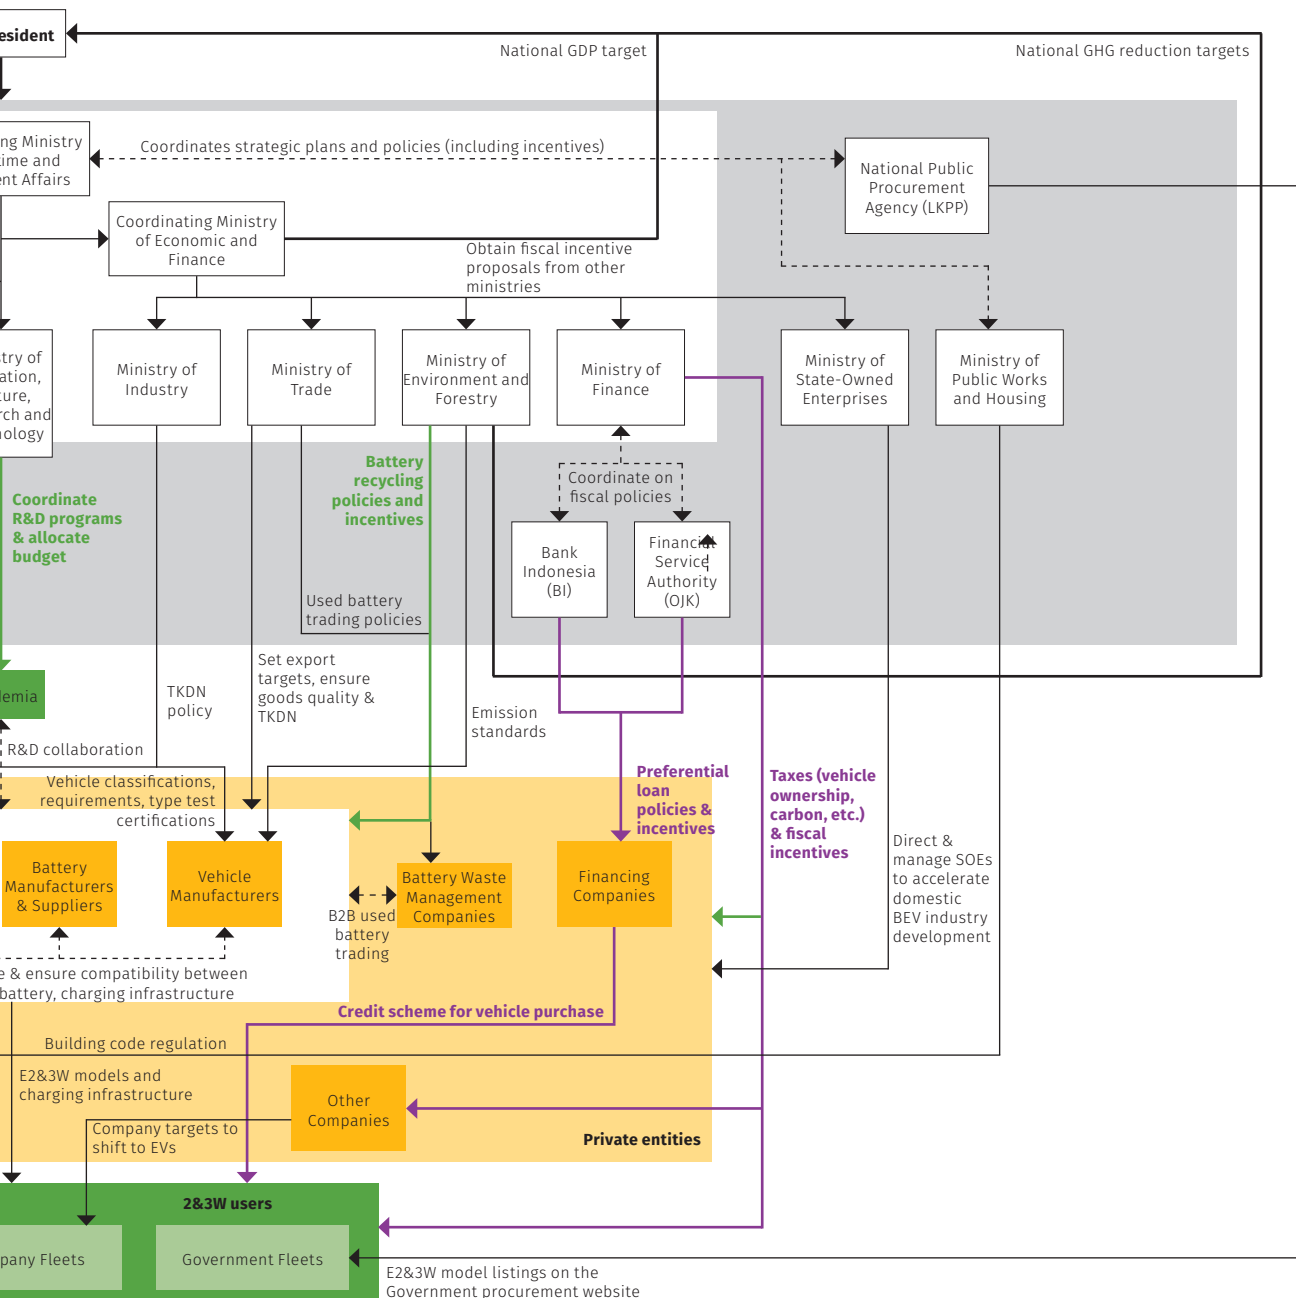 esident
National GDP target
National GHG reduction targets
ng Ministry
time and
ent Affairs
Coordinates strategic plans and policies (including incentives)
National Public
Procurement
Agency (LKPP)
Coordinating Ministry
of Economic and
Finance
Obtain fiscal incentive
proposals from other
ministries
stry of
ation,
ture,
rch and
nology
Ministry of
Industry
Ministry of
Trade
Ministry of
Environment and
Forestry
Ministry of
Finance
Ministry of
State-Owned
Enterprises
Ministry of
Public Works
and Housing
Coordinate
R&D programs
& allocate
budget
Battery
recycling
policies and
incentives
Coordinate on
fiscal policies
Bank
Indonesia
(BI)
Financial
Service
Authority
(OJK)
Used battery
trading policies
demia
TKDN
policy
Set export
targets, ensure
goods quality &
TKDN
Emission
standards
R&D collaboration
Vehicle classifications,
requirements, type test
certifications
Preferential
loan
policies &
incentives
Taxes (vehicle
ownership,
carbon, etc.)
& fiscal
incentives
Direct &
manage SOEs
to accelerate
domestic
BEV industry
development
Battery
Manufacturers
& Suppliers
Vehicle
Manufacturers
B2B used
battery
trading
Battery Waste
Management
Companies
Financing
Companies
e & ensure compatibility between
battery, charging infrastructure
Credit scheme for vehicle purchase
Building code regulation
E2&3W models and
charging infrastructure
Other
Companies
Company targets to
shift to EVs
Private entities
2&3W users
pany Fleets
Government Fleets
E2&3W model listings on the
Government procurement website